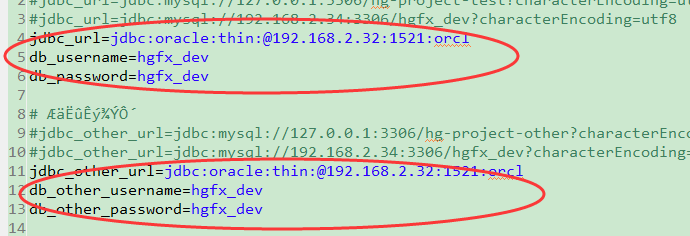 2 #jdbc_url=jdbc:mysql://127.0.0.1:3306/hg-project-test?characterEncoding=u
3 #jdbc_url=jdbc:mysql://192.168.2.34:3306/hgfx_dev?characterEncoding=utf8
4 jdbc_url=jdbc:oracle:thin:@192.168.2.32:1521:orcl
5 db_username=hgfx_dev
6 db_password=hgfx_dev
7
8 # ÆäËûÊý¾ÝÔ´
9 #jdbc_other_url=jdbc:mysql://127.0.0.1:3306/hg-project-other?characterEnco
10 #jdbc_other_url=jdbc:mysql://192.168.2.34:3306/hgfx_dev?characterEncoding=
11 jdbc_other_url=jdbc:oracle:thin:@192.168.2.32:1521:orcl
12 db_other_username=hgfx_dev
13 db_other_password=hgfx_dev
14